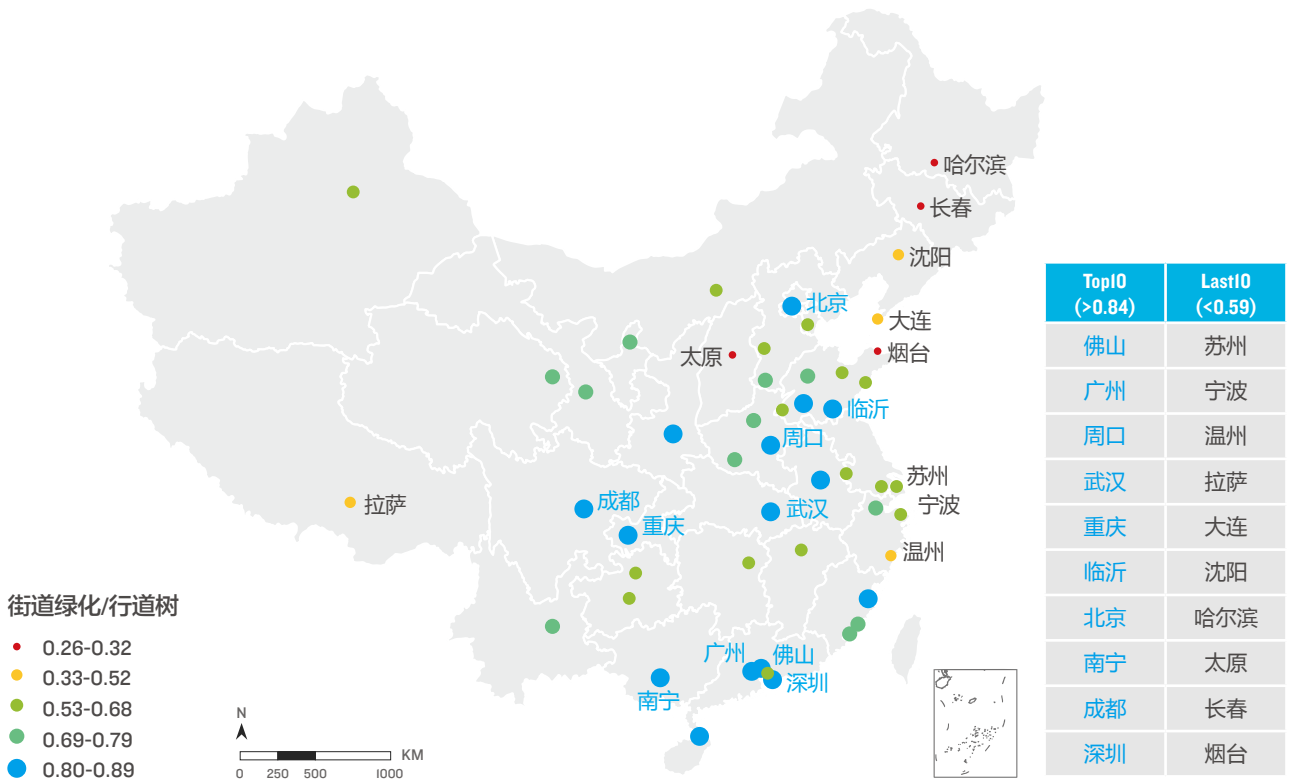 哈尔滨
长春
沈阳
北京
大连
太原
烟台
临沂
周口
苏州
拉萨
成都
武汉
宁波
重庆
温州
广州
佛山
深圳
南宁
街道绿化/行道树
0.26-0.32
0.33-0.52
0.53-0.68
0.69-0.79
0.80-0.89
N
KM
0 250 500 1000
Top10 Last10
(>0.84) (<0.59)
佛山 苏州
广州 宁波
周口 温州
武汉 拉萨
重庆 大连
临沂 沈阳
北京 哈尔滨
南宁 太原
成都 长春
深圳 烟台